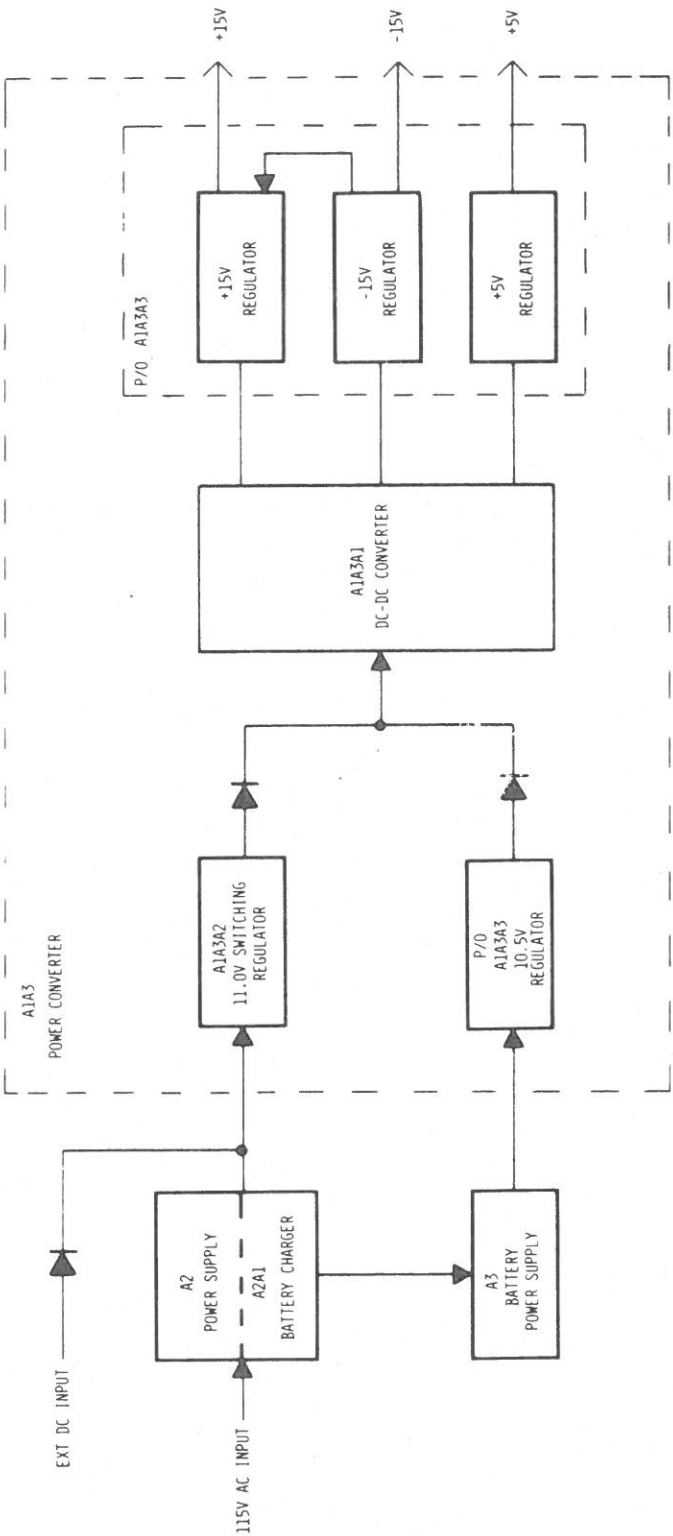 EXT DC INPUT
115V AC INPUT
A2
POWER SUPPLY
A2A1
BATTERY CHARGER
A3
BATTERY
POWER SUPPLY
A1A3
POWER CONVERTER
A1A3A2
11.0V SWITCHING
REGULATOR
P/O
A1A3A3
10.5V
REGULATOR
A1A3A1
DC-DC CONVERTER
P/O A1A3A3
+15V
REGULATOR
-15V
REGULATOR
+5V
REGULATOR
+15V
-15V
+5V